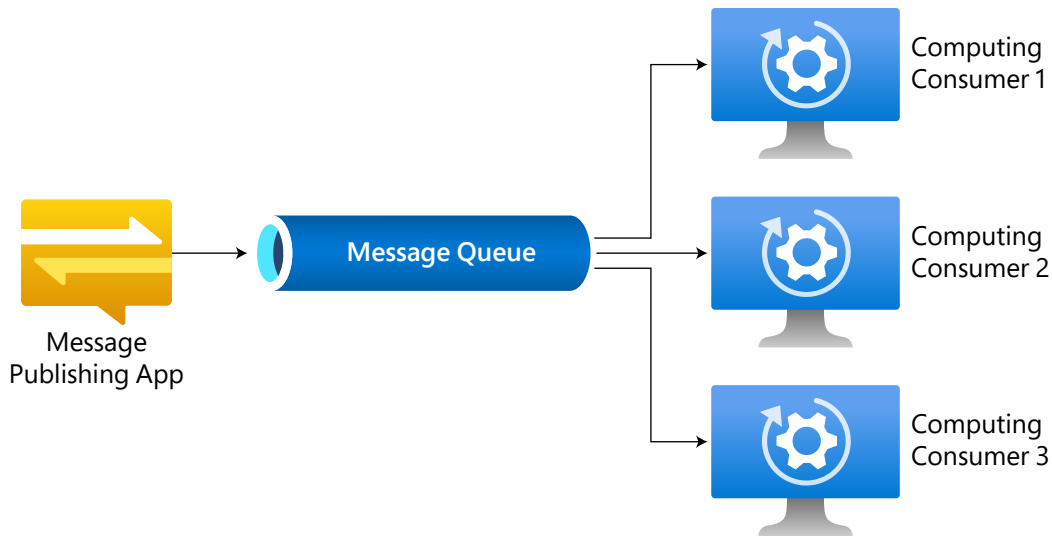 Message
Publishing App
Message Queue
Computing
Consumer 1
Computing
Consumer 2
Computing
Consumer 3